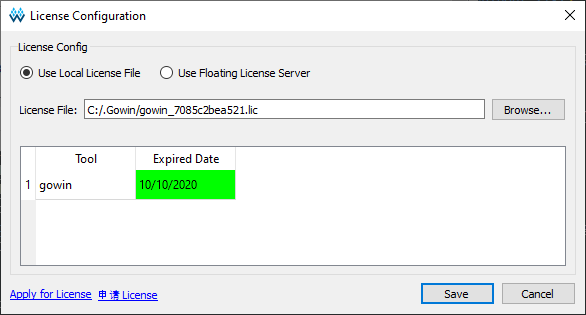 License Configuration
License Config
Use Local License File Use Floating License Server
License File: C:/.Gowin/gowin_7085c2bea521.lic Browse...
Tool Expired Date
1 gowin 10/10/2020
Apply for License 申请 License Save Cancel